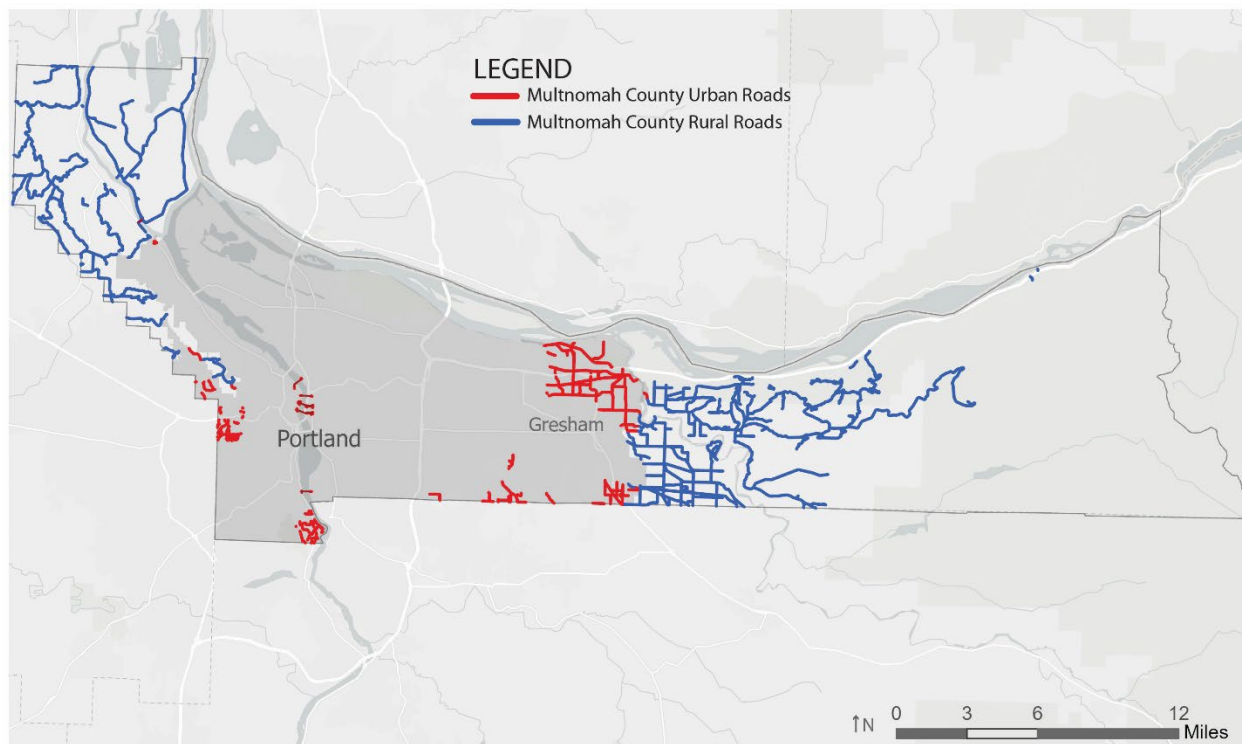 LEGEND
Multnomah County Urban Roads
Multnomah County Rural Roads
Portland
Gresham
↑N
0 3 6 12
Miles